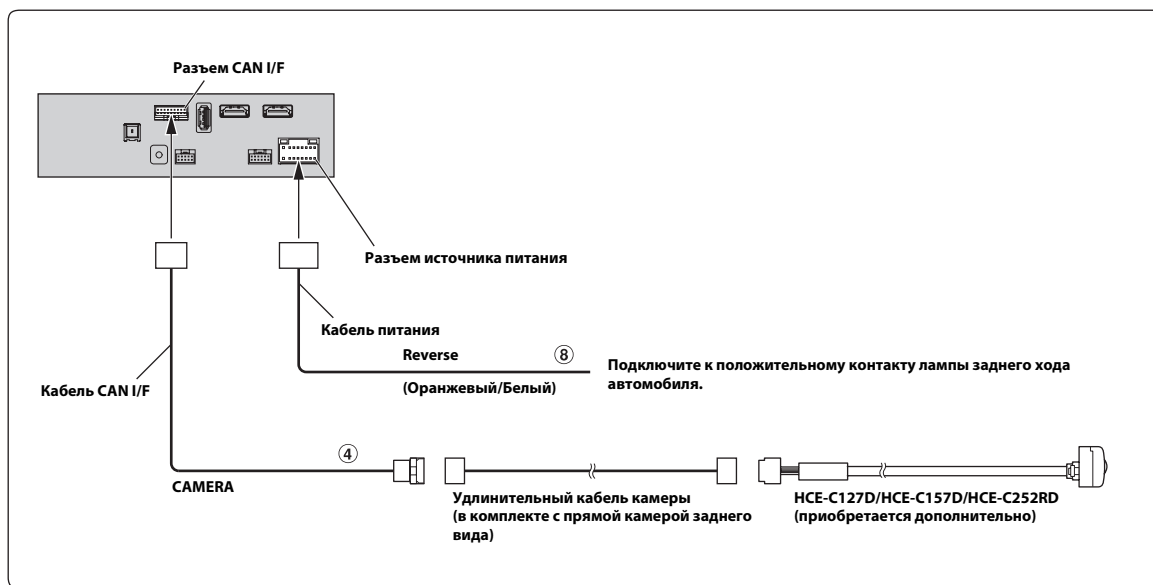 Разъем CAN I/F
Разъем источника питания
Кабель питания
Reverse
⑧
Подключите к положительному контакту лампы заднего хода
автомобиля.
(Оранжевый/Белый)
Кабель CAN I/F
④
CAMERA
Удлинительный кабель камеры
(в комплекте с прямой камерой заднего
вида)
HCE-C127D/HCE-C157D/HCE-C252RD
(приобретается дополнительно)